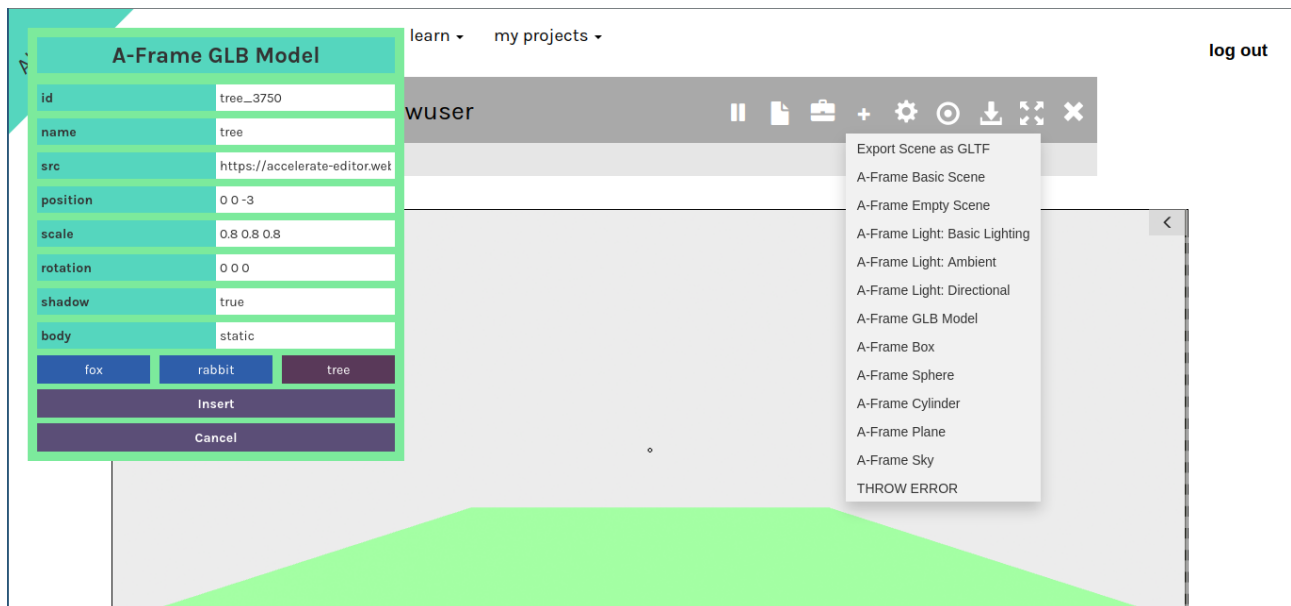 learn
my projects
log out
A-Frame GLB Model
wuser
id tree_3750
name tree
src https://accelerate-editor.web
position 0 0 -3
scale 0.8 0.8 0.8
rotation 0 0 0
shadow true
body static
fox rabbit tree
Insert
Cancel
Export Scene as GLTF
A-Frame Basic Scene
A-Frame Empty Scene
A-Frame Light: Basic Lighting
A-Frame Light: Ambient
A-Frame Light: Directional
A-Frame GLB Model
A-Frame Box
A-Frame Sphere
A-Frame Cylinder
A-Frame Plane
A-Frame Sky
THROW ERROR